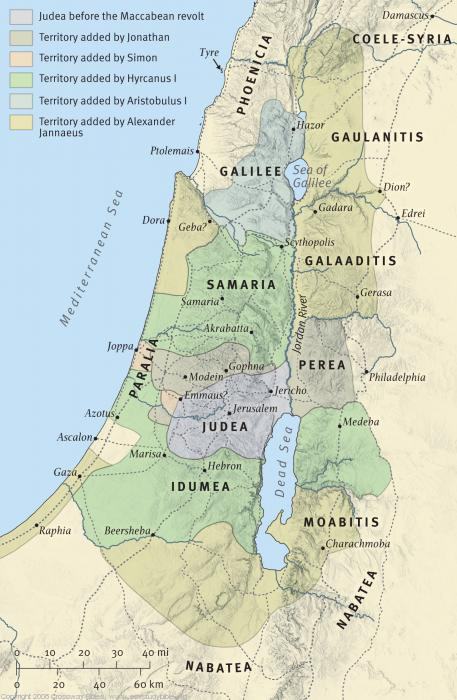 Judea before the Maccabean revolt
Territory added by Jonathan
Territory added by Simon
Territory added by Hyrcanus I
Territory added by Aristobulus I
Territory added by Alexander
Jannaeus
Damascus
COELE-SYRIA
Tyre
PHOENICIA
Hazor
GAULANITIS
Ptolemais
GALILEE
Sea of
Galilee
Dion?
Mediterranean Sea
Dora
Geba?
Gadara
Edrei
Scythopolis
GALAADITIS
SAMARIA
Samaria
Gerasa
Jordan River
Akrabatta
Joppa
PARALIA
Gophna
Modein
PEREA
Philadelphia
Emmaus?
Jericho
Azotus
Jerusalem
JUDEA
Medeba
Ascalon
Marisa
Dead Sea
Gaza
Hebron
IDUMEA
Raphia
Beersheba
MOABITIS
Charachmoba
NABATEA
NABATEA
0 10 20 30 40 mi
0 20 40 60 km